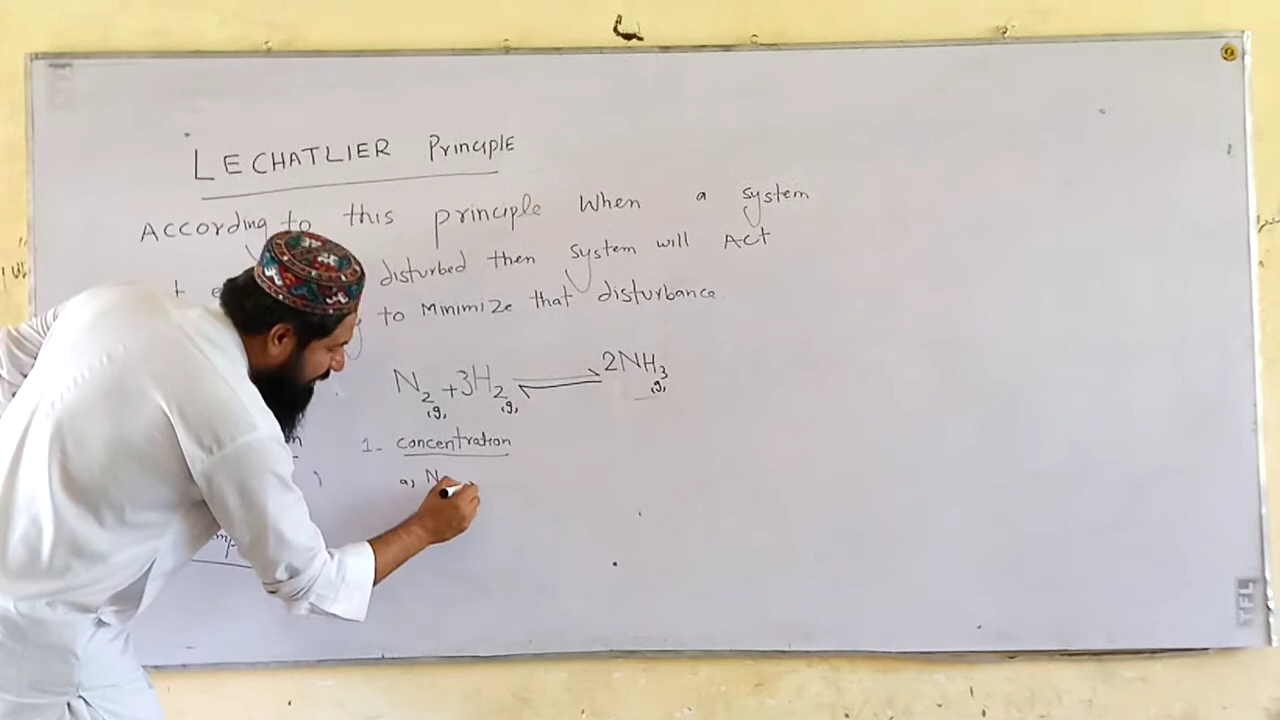 LECHATLIER Principle
ACCORDing to this principle When a system
disturbed then system will Act
to MiniMize that disturbance
N2(g) + 3H2(g) ⇌ 2NH3(g)
1- concentration
a) N
TFL